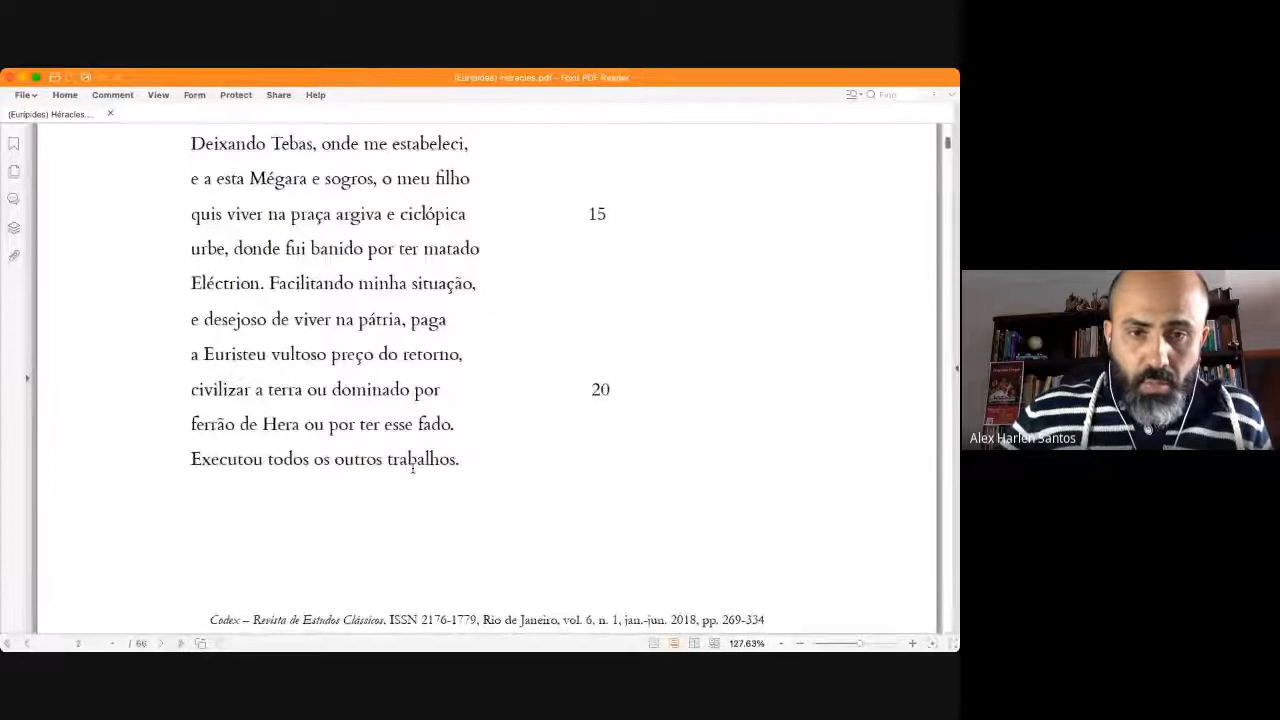 (Eurípides) Héracles.pdf - Foxit PDF Reader
File Home Comment View Form Protect Share Help
Find
(Eurípides) Héracles....
Deixando Tebas, onde me estabeleci,
e a esta Mégara e sogros, o meu filho
quis viver na praça argiva e ciclópica 15
urbe, donde fui banido por ter matado
Eléctrion. Facilitando minha situação,
e desejoso de viver na pátria, paga
a Euristeu vultoso preço do retorno,
civilizar a terra ou dominado por 20
ferrão de Hera ou por ter esse fado.
Executou todos os outros trabalhos.
Codex – Revista de Estudos Clássicos, ISSN 2176-1779, Rio de Janeiro, vol. 6, n. 1, jan.-jun. 2018, pp. 269-334
2 / 66 127.63%
Alex Harlen Santos